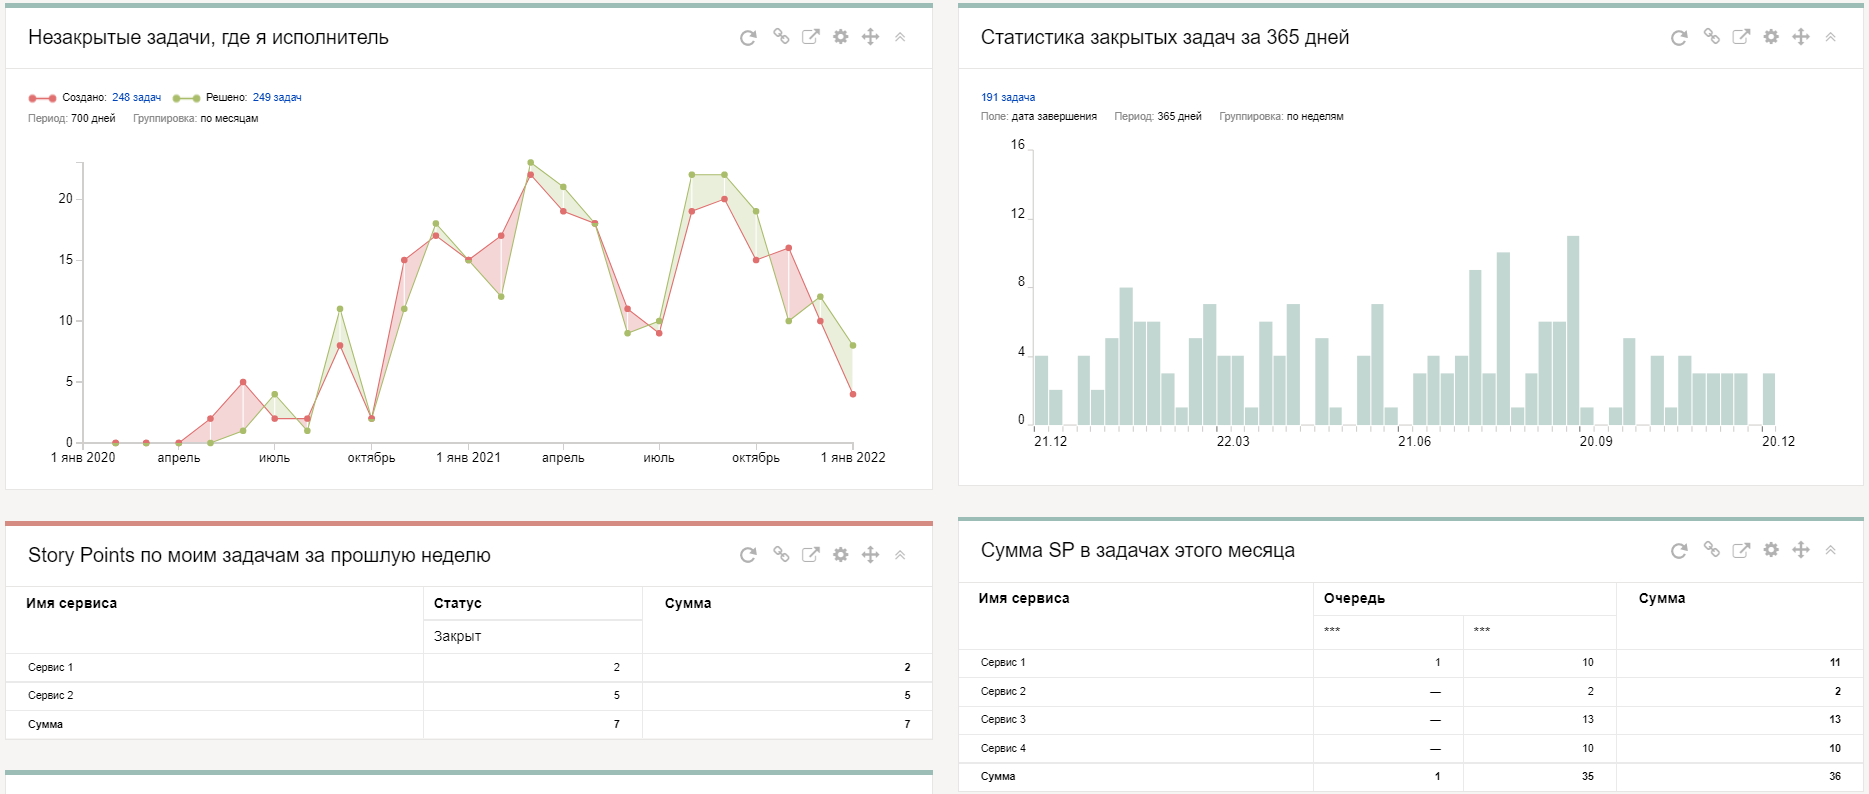 Незакрытые задачи, где я исполнитель
Создано: 248 задач Решено: 249 задач
Период: 700 дней Группировка: по месяцам
20
15
10
5
0
1 янв 2020 апрель июль октябрь 1 янв 2021 апрель июль октябрь 1 янв 2022
Статистика закрытых задач за 365 дней
191 задача
Поле: дата завершения Период: 365 дней Группировка: по неделям
16
12
8
4
0
21.12 22.03 21.06 20.09 20.12
Story Points по моим задачам за прошлую неделю
Имя сервиса Статус Сумма
Закрыт
Сервис 1 2 2
Сервис 2 5 5
Сумма 7 7
Сумма SP в задачах этого месяца
Имя сервиса Очередь Сумма
*** ***
Сервис 1 1 10 11
Сервис 2 — 2 2
Сервис 3 — 13 13
Сервис 4 — 10 10
Сумма 1 35 36